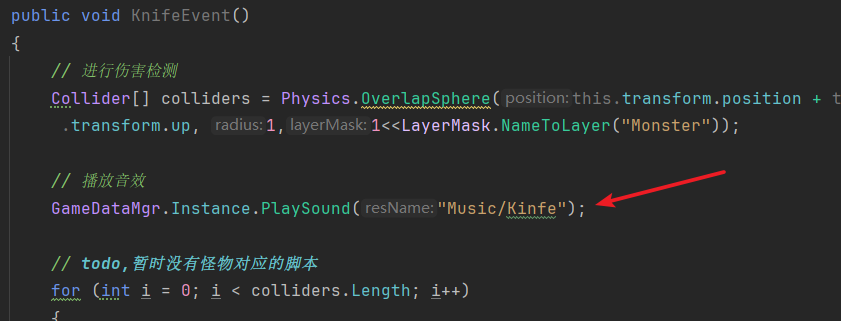 public void KnifeEvent()
{
// 进行伤害检测
Collider[] colliders = Physics.OverlapSphere(position:this.transform.position + t
.transform.up, radius:1,layerMask:1<<LayerMask.NameToLayer("Monster"));
// 播放音效
GameDataMgr.Instance.PlaySound(resName:"Music/Kinfe");
// todo,暂时没有怪物对应的脚本
for (int i = 0; i < colliders.Length; i++)
{